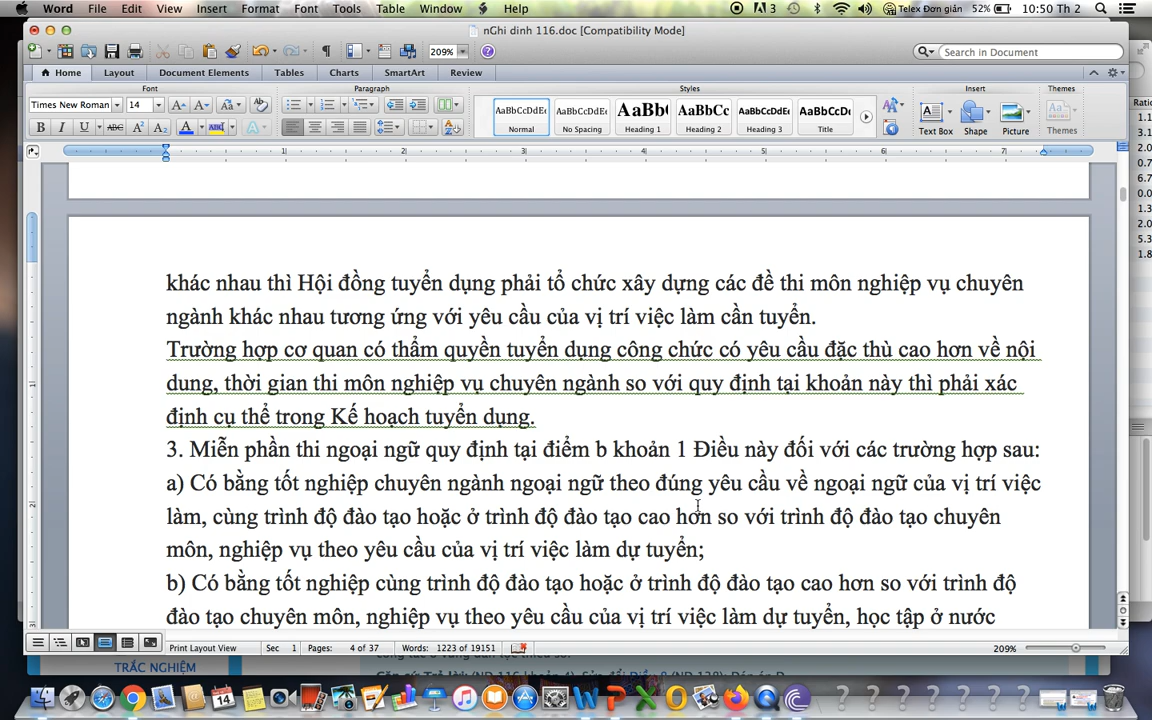 Word File Edit View Insert Format Font Tools Table Window Help
3 Telex Đơn giản 52% 10:50 Th 2
nGhi dinh 116.doc [Compatibility Mode]
209% Search in Document
Home Layout Document Elements Tables Charts SmartArt Review
Font Paragraph Styles Insert Themes
Times New Roman 14
AaBbCcDdEe AaBbCcDdEe AaBb( AaBbCc AaBbCcDdEe AaBbCcDc
Normal No Spacing Heading 1 Heading 2 Heading 3 Title Text Box Shape Picture Themes
khác nhau thì Hội đồng tuyển dụng phải tổ chức xây dựng các đề thi môn nghiệp vụ chuyên
ngành khác nhau tương ứng với yêu cầu của vị trí việc làm cần tuyển.
Trường hợp cơ quan có thẩm quyền tuyển dụng công chức có yêu cầu đặc thù cao hơn về nội
dung, thời gian thi môn nghiệp vụ chuyên ngành so với quy định tại khoản này thì phải xác
định cụ thể trong Kế hoạch tuyển dụng.
3. Miễn phần thi ngoại ngữ quy định tại điểm b khoản 1 Điều này đối với các trường hợp sau:
a) Có bằng tốt nghiệp chuyên ngành ngoại ngữ theo đúng yêu cầu về ngoại ngữ của vị trí việc
làm, cùng trình độ đào tạo hoặc ở trình độ đào tạo cao hơn so với trình độ đào tạo chuyên
môn, nghiệp vụ theo yêu cầu của vị trí việc làm dự tuyển;
b) Có bằng tốt nghiệp cùng trình độ đào tạo hoặc ở trình độ đào tạo cao hơn so với trình độ
đào tạo chuyên môn, nghiệp vụ theo yêu cầu của vị trí việc làm dự tuyển, học tập ở nước
Print Layout View Sec 1 Pages: 4 of 37 Words: 1223 of 19151 209%
TRẮC NGHIỆM